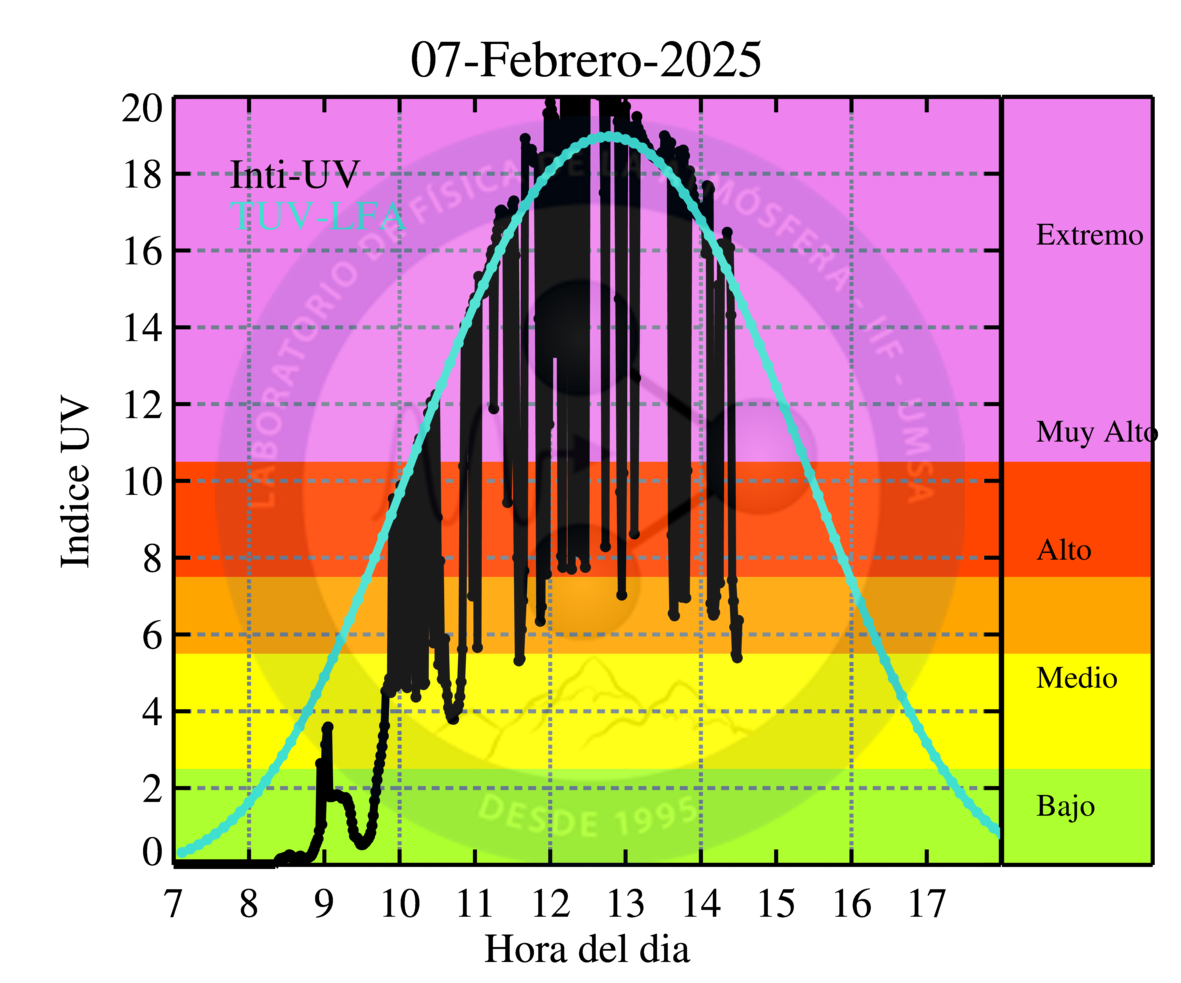 07-Febrero-2025
20
18
16
14
12
10
8
6
4
2
0
Indice UV
Inti-UV
TUV-LFA
LABORATORIO DE FÍSICA DE LA ATMÓSFERA - IIF - UMSA
DESDE 1995
Extremo
Muy Alto
Alto
Medio
Bajo
7 8 9 10 11 12 13 14 15 16 17
Hora del dia